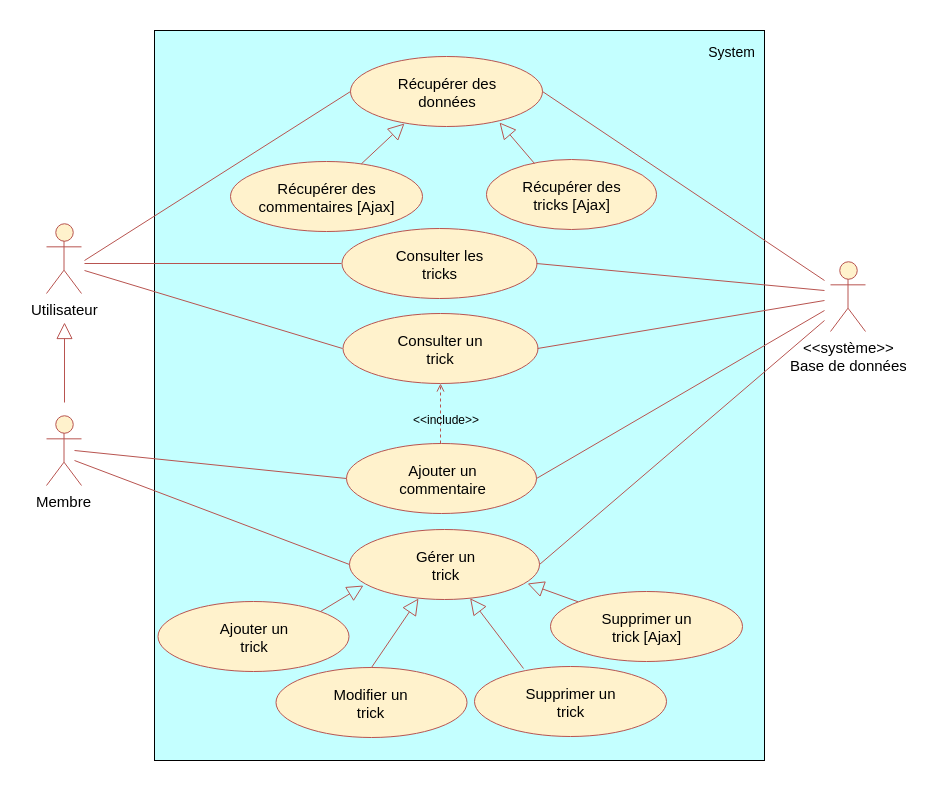 System
Récupérer des
données
Récupérer des
commentaires [Ajax]
Récupérer des
tricks [Ajax]
Consulter les
tricks
Utilisateur
Consulter un
trick
<<système>>
Base de données
<<include>>
Membre
Ajouter un
commentaire
Gérer un
trick
Ajouter un
trick
Supprimer un
trick [Ajax]
Modifier un
trick
Supprimer un
trick